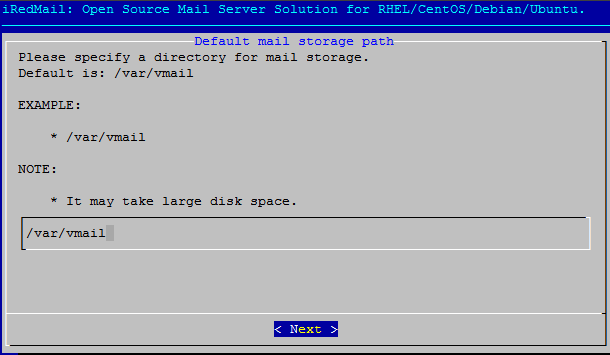 iRedMail: Open Source Mail Server Solution for RHEL/CentOS/Debian/Ubuntu.
Default mail storage path
Please specify a directory for mail storage.
Default is: /var/vmail
EXAMPLE:
* /var/vmail
NOTE:
* It may take large disk space.
/var/vmail
< Next >